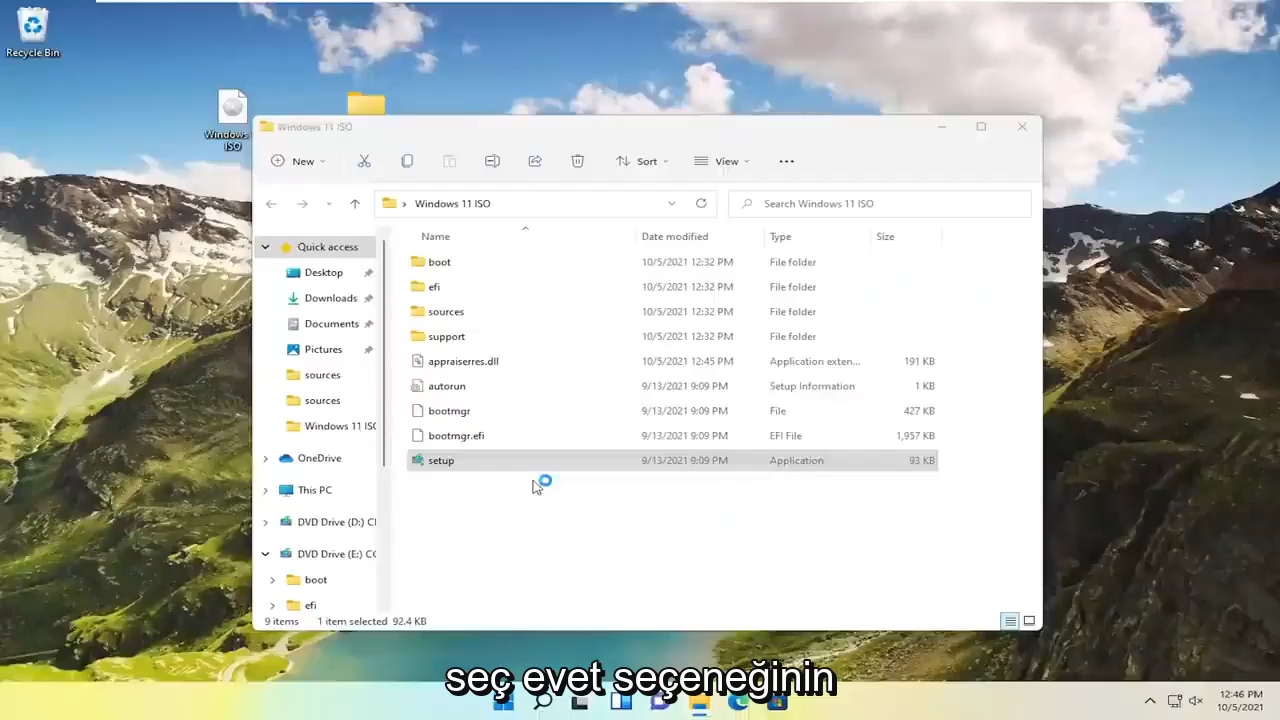 Recycle Bin
Windows
ISO
Windows 11 ISO
New
Sort
View
Windows 11 ISO
Search Windows 11 ISO
Name
Date modified
Type
Size
Quick access
Desktop
Downloads
Documents
Pictures
sources
sources
Windows 11 ISO
OneDrive
This PC
DVD Drive (D:) C
DVD Drive (E:) CC
boot
efi
boot 10/5/2021 12:32 PM File folder
efi 10/5/2021 12:32 PM File folder
sources 10/5/2021 12:32 PM File folder
support 10/5/2021 12:32 PM File folder
appraiserres.dll 10/5/2021 12:45 PM Application exten... 191 KB
autorun 9/13/2021 9:09 PM Setup Information 1 KB
bootmgr 9/13/2021 9:09 PM File 427 KB
bootmgr.efi 9/13/2021 9:09 PM EFI File 1,957 KB
setup 9/13/2021 9:09 PM Application 93 KB
9 items 1 item selected 92.4 KB
seç evet seçeneğinin
12:46 PM
10/5/2021